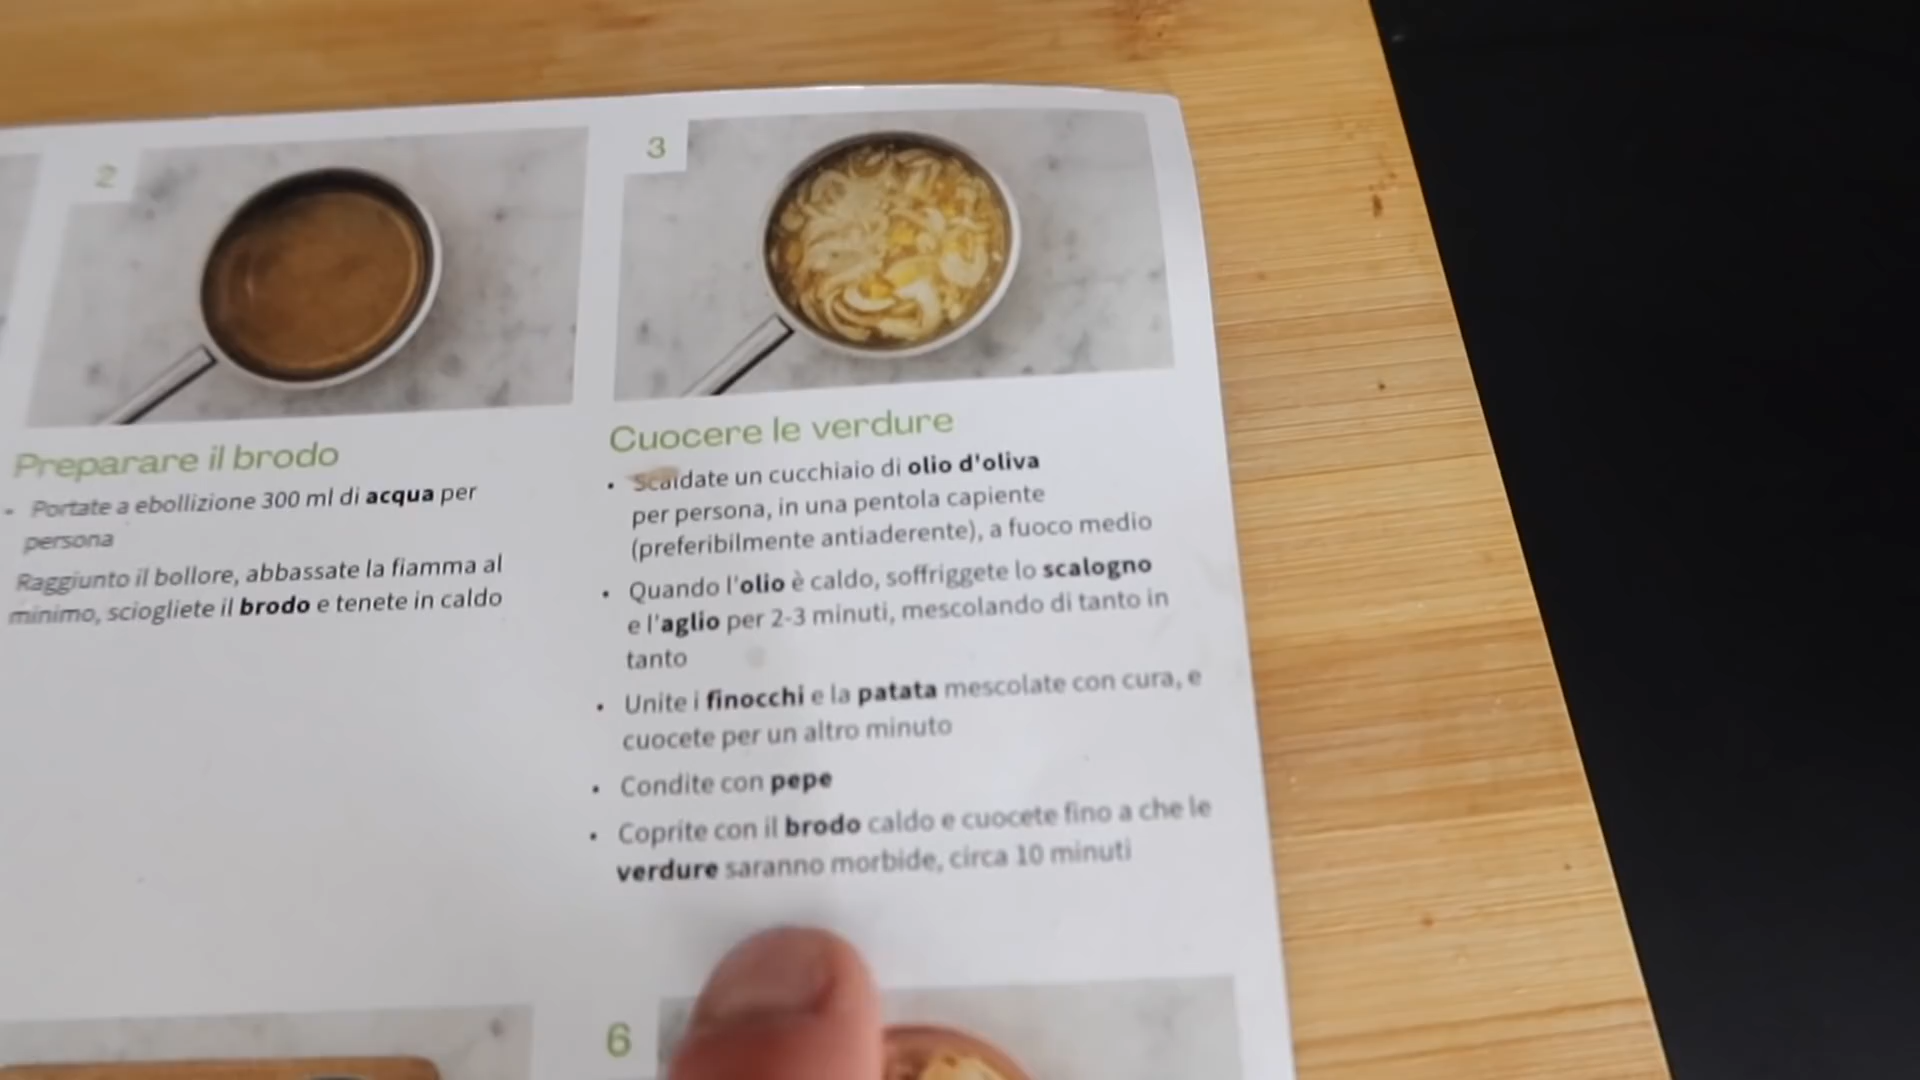 2
Preparare il brodo
Portate a ebollizione 300 ml di acqua per
persona
Raggiunto il bollore, abbassate la fiamma al
minimo, sciogliete il brodo e tenete in caldo
3
Cuocere le verdure
• Scaldate un cucchiaio di olio d'oliva
per persona, in una pentola capiente
(preferibilmente antiaderente), a fuoco medio
• Quando l'olio è caldo, soffriggete lo scalogno
e l'aglio per 2-3 minuti, mescolando di tanto in
tanto
• Unite i finocchi e la patata mescolate con cura, e
cuocete per un altro minuto
• Condite con pepe
• Coprite con il brodo caldo e cuocete fino a che le
verdure saranno morbide, circa 10 minuti
6